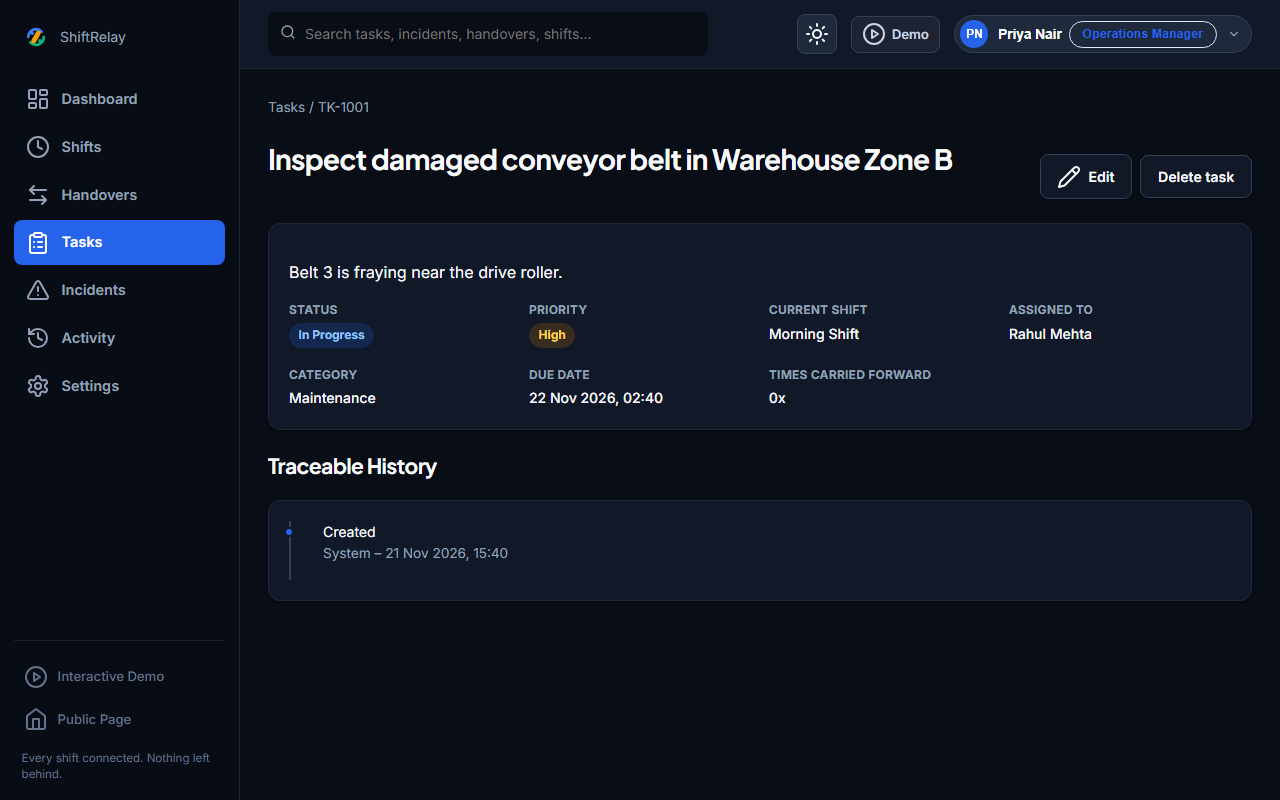 ShiftRelay
Search tasks, incidents, handovers, shifts...
Demo
PN
Priya Nair
Operations Manager
Dashboard
Shifts
Handovers
Tasks
Incidents
Activity
Settings
Interactive Demo
Public Page
Every shift connected. Nothing left
behind.
Tasks / TK-1001
Inspect damaged conveyor belt in Warehouse Zone B
Edit
Delete task
Belt 3 is fraying near the drive roller.
STATUS
In Progress
PRIORITY
High
CURRENT SHIFT
Morning Shift
ASSIGNED TO
Rahul Mehta
CATEGORY
Maintenance
DUE DATE
22 Nov 2026, 02:40
TIMES CARRIED FORWARD
0x
Traceable History
Created
System – 21 Nov 2026, 15:40